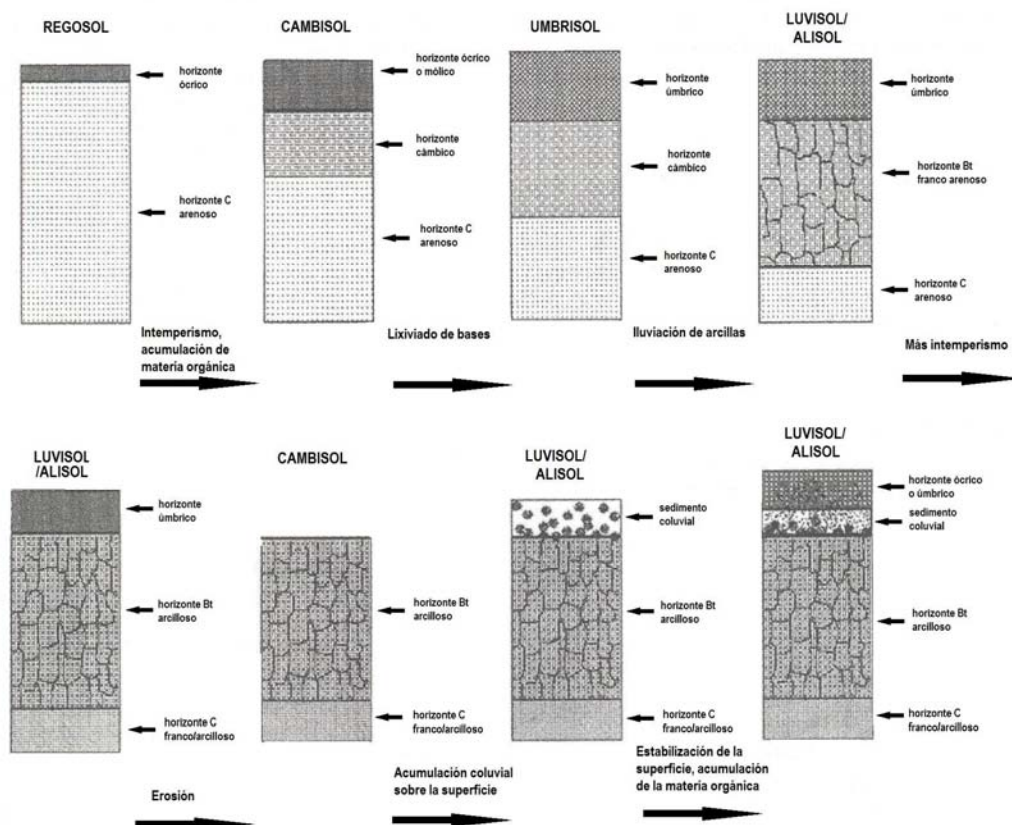 REGOSOL
horizonte
ócrico
horizonte C
arenoso
Intemperismo,
acumulación de
materia orgánica
CAMBISOL
horizonte ócrico
o mólico
horizonte
cámbico
horizonte C
arenoso
Lixiviado de bases
UMBRISOL
horizonte
úmbrico
horizonte
cámbico
horizonte C
arenoso
Iluviación de arcillas
LUVISOL/
ALISOL
horizonte
úmbrico
horizonte Bt
franco arenoso
horizonte C
arenoso
Más intemperismo
LUVISOL
/ALISOL
horizonte
úmbrico
horizonte Bt
arcilloso
horizonte C
franco/arcilloso
Erosión
CAMBISOL
horizonte Bt
arcilloso
horizonte C
franco/arcilloso
Acumulación coluvial
sobre la superficie
LUVISOL/
ALISOL
sedimento
coluvial
horizonte Bt
arcilloso
horizonte C
franco/arcilloso
Estabilización de la
superficie, acumulación
de la materia orgánica
LUVISOL/
ALISOL
horizonte ócrico
o úmbrico
sedimento
coluvial
horizonte Bt
arcilloso
horizonte C
franco/arcilloso